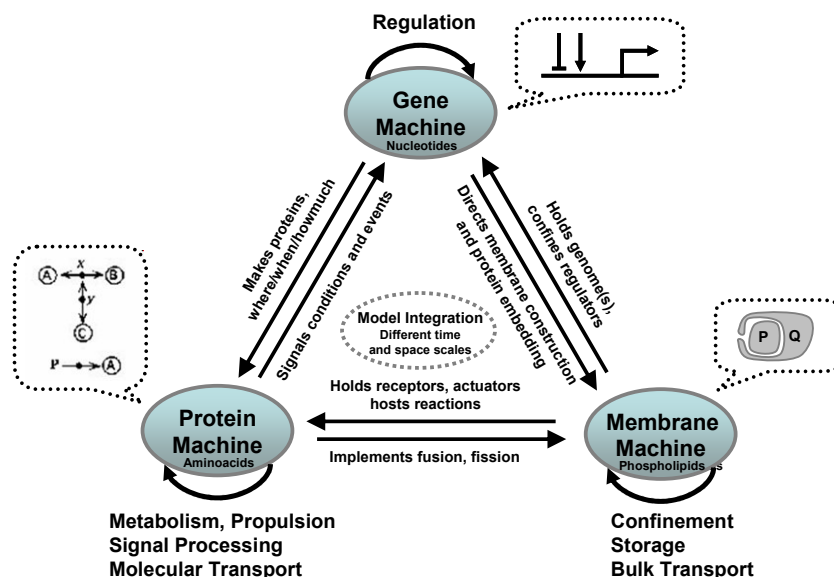 Regulation
Gene
Machine
Nucleotides
Makes proteins,
where/when/howmuch
Signals conditions and events
Directs membrane construction
and protein embedding
Holds genome(s),
confines regulators
x
A
B
y
C
P
A
Model Integration
Different time
and space scales
P
Q
Holds receptors, actuators
hosts reactions
Protein
Machine
Aminoacids
Implements fusion, fission
Membrane
Machine
Phospholipids
s
Metabolism, Propulsion
Signal Processing
Molecular Transport
Confinement
Storage
Bulk Transport